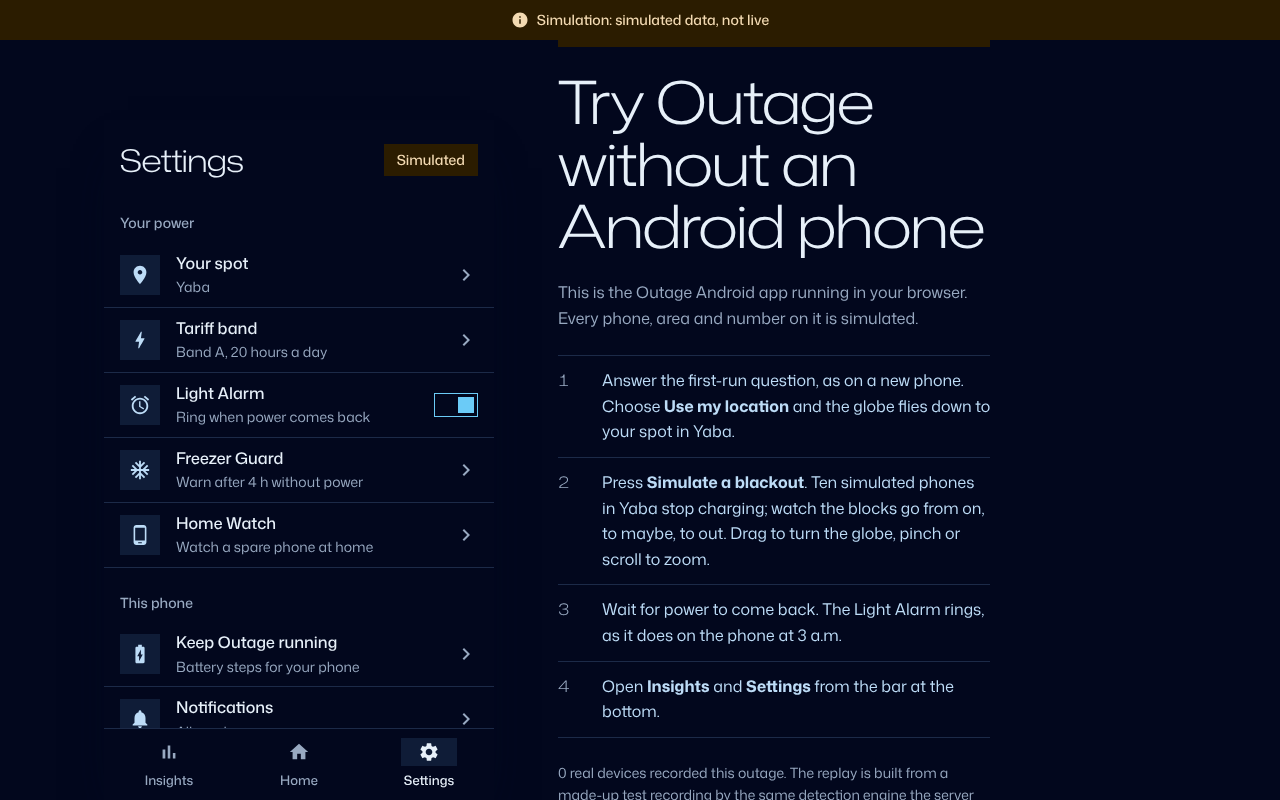 Simulation: simulated data, not live
Settings
Simulated
Your power
Your spot
Yaba
Tariff band
Band A, 20 hours a day
Light Alarm
Ring when power comes back
Freezer Guard
Warn after 4 h without power
Home Watch
Watch a spare phone at home
This phone
Keep Outage running
Battery steps for your phone
Notifications
Insights
Home
Settings
Try Outage
without an
Android phone
This is the Outage Android app running in your browser.
Every phone, area and number on it is simulated.
1
Answer the first-run question, as on a new phone.
Choose Use my location and the globe flies down to
your spot in Yaba.
2
Press Simulate a blackout. Ten simulated phones
in Yaba stop charging; watch the blocks go from on,
to maybe, to out. Drag to turn the globe, pinch or
scroll to zoom.
3
Wait for power to come back. The Light Alarm rings,
as it does on the phone at 3 a.m.
4
Open Insights and Settings from the bar at the
bottom.
0 real devices recorded this outage. The replay is built from a
made-up test recording by the same detection engine the server